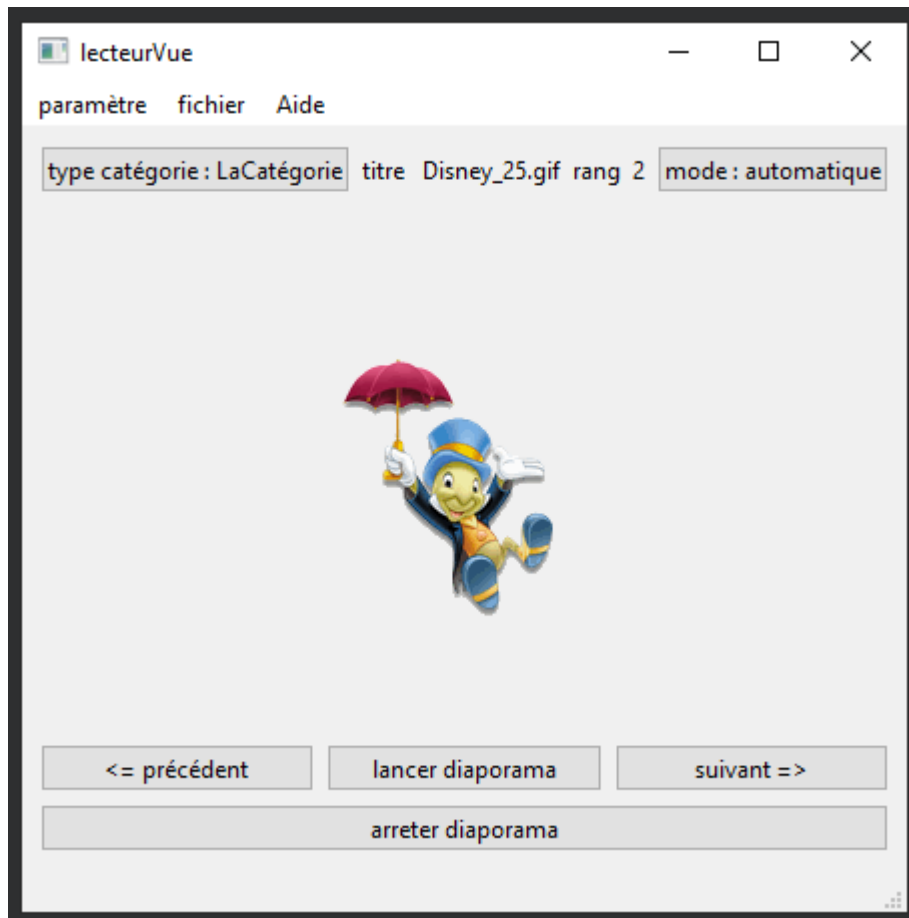 lecteurVue
paramètre fichier Aide
type catégorie : LaCatégorie titre Disney_25.gif rang 2 mode : automatique
<= précédent lancer diaporama suivant =>
arreter diaporama